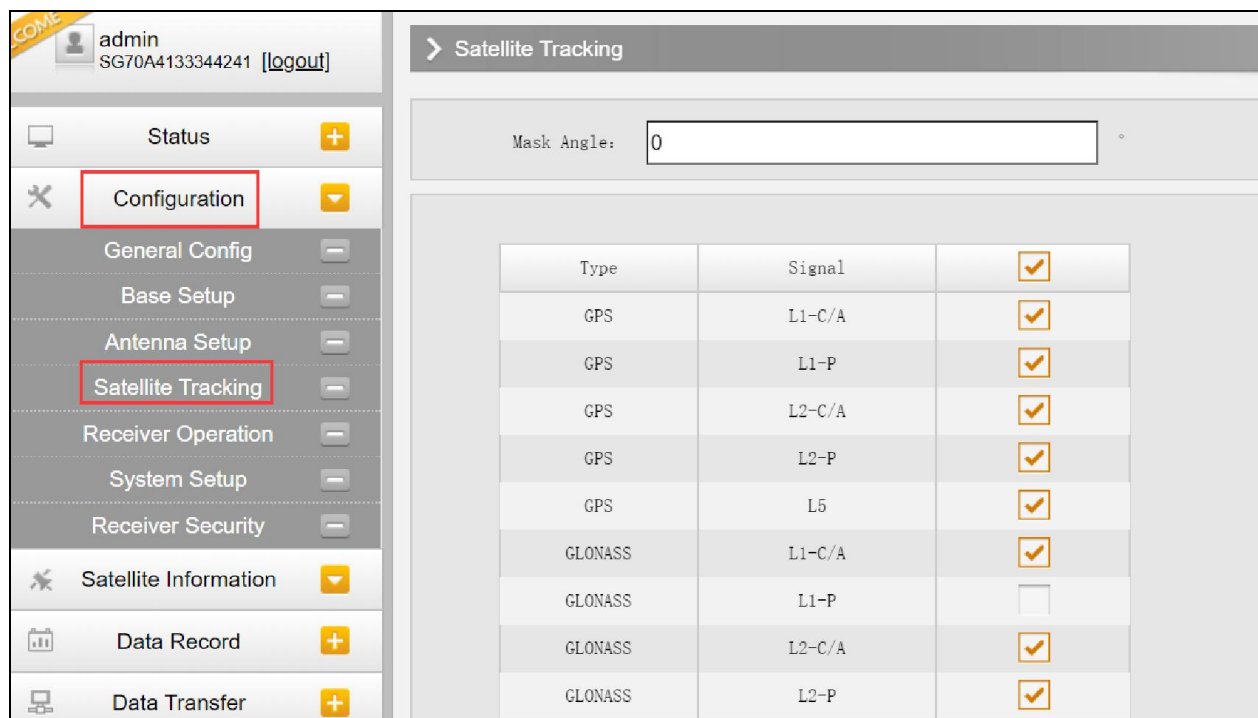 COME
admin
SG70A4133344241 [logout]
Status
Configuration
General Config
Base Setup
Antenna Setup
Satellite Tracking
Receiver Operation
System Setup
Receiver Security
Satellite Information
Data Record
Data Transfer
Satellite Tracking
Mask Angle: 0 °
Type Signal
GPS L1-C/A
GPS L1-P
GPS L2-C/A
GPS L2-P
GPS L5
GLONASS L1-C/A
GLONASS L1-P
GLONASS L2-C/A
GLONASS L2-P